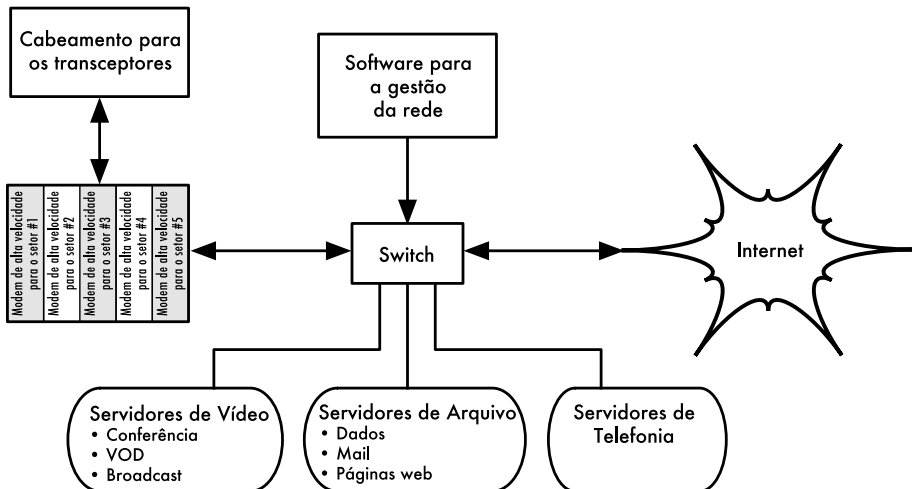 Cabeamento para
os transceptores
Software para
a gestão
da rede
Modem de alta velocidade
para o setor #1
Modem de alta velocidade
para o setor #2
Modem de alta velocidade
para o setor #3
Modem de alta velocidade
para o setor #4
Modem de alta velocidade
para o setor #5
Switch
Internet
Servidores de Vídeo
• Conferência
• VOD
• Broadcast
Servidores de Arquivo
• Dados
• Mail
• Páginas web
Servidores de
Telefonia